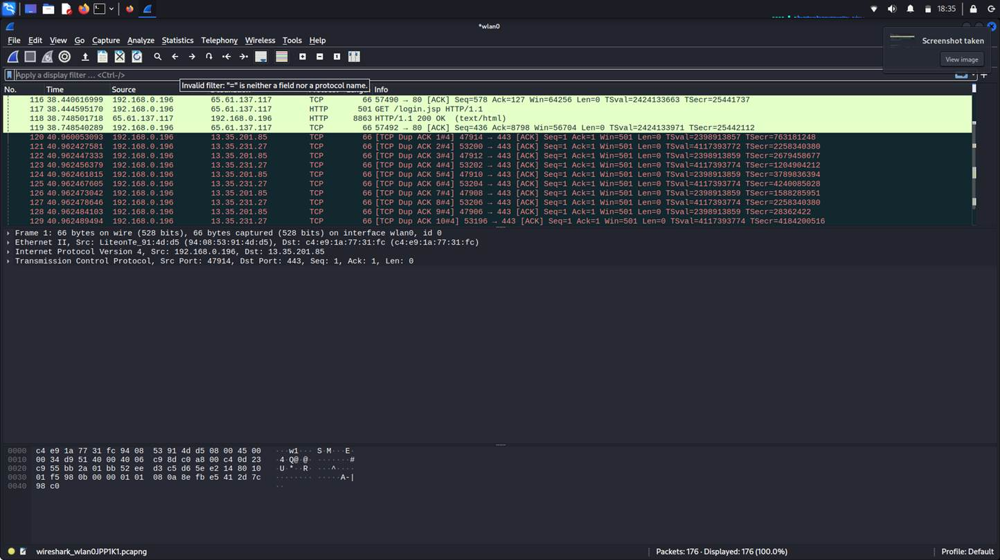 18:35
*wlan0
File Edit View Go Capture Analyze Statistics Telephony Wireless Tools Help
Screenshot taken
View image
Apply a display filter … <Ctrl-/>
Invalid filter: "=" is neither a field nor a protocol name.
No. Time Source Info
116 38.440616999 192.168.0.196 65.61.137.117 TCP 66 57490 → 80 [ACK] Seq=578 Ack=127 Win=64256 Len=0 TSval=2424133663 TSecr=25441737
117 38.444595170 192.168.0.196 65.61.137.117 HTTP 501 GET /login.jsp HTTP/1.1
118 38.748501718 65.61.137.117 192.168.0.196 HTTP 8863 HTTP/1.1 200 OK (text/html)
119 38.748540289 192.168.0.196 65.61.137.117 TCP 66 57492 → 80 [ACK] Seq=436 Ack=8798 Win=56704 Len=0 TSval=2424133971 TSecr=25442112
120 40.960053093 192.168.0.196 13.35.201.85 TCP 66 [TCP Dup ACK 1#4] 47914 → 443 [ACK] Seq=1 Ack=1 Win=501 Len=0 TSval=2398913857 TSecr=763181248
121 40.962427581 192.168.0.196 13.35.231.27 TCP 66 [TCP Dup ACK 2#4] 53200 → 443 [ACK] Seq=1 Ack=1 Win=501 Len=0 TSval=4117393772 TSecr=2258340380
122 40.962447333 192.168.0.196 13.35.201.85 TCP 66 [TCP Dup ACK 3#4] 47912 → 443 [ACK] Seq=1 Ack=1 Win=501 Len=0 TSval=2398913859 TSecr=2679458677
123 40.962456379 192.168.0.196 13.35.231.27 TCP 66 [TCP Dup ACK 4#4] 53202 → 443 [ACK] Seq=1 Ack=1 Win=501 Len=0 TSval=4117393774 TSecr=1204904212
124 40.962461815 192.168.0.196 13.35.201.85 TCP 66 [TCP Dup ACK 5#4] 47910 → 443 [ACK] Seq=1 Ack=1 Win=501 Len=0 TSval=2398913859 TSecr=3789836394
125 40.962467605 192.168.0.196 13.35.231.27 TCP 66 [TCP Dup ACK 6#4] 53204 → 443 [ACK] Seq=1 Ack=1 Win=501 Len=0 TSval=4117393774 TSecr=4240085028
126 40.962473042 192.168.0.196 13.35.201.85 TCP 66 [TCP Dup ACK 7#4] 47908 → 443 [ACK] Seq=1 Ack=1 Win=501 Len=0 TSval=2398913859 TSecr=1588285951
127 40.962478646 192.168.0.196 13.35.231.27 TCP 66 [TCP Dup ACK 8#4] 53206 → 443 [ACK] Seq=1 Ack=1 Win=501 Len=0 TSval=4117393774 TSecr=2258340380
128 40.962484103 192.168.0.196 13.35.201.85 TCP 66 [TCP Dup ACK 9#4] 47906 → 443 [ACK] Seq=1 Ack=1 Win=501 Len=0 TSval=2398913859 TSecr=28362422
129 40.962489494 192.168.0.196 13.35.231.27 TCP 66 [TCP Dup ACK 10#4] 53196 → 443 [ACK] Seq=1 Ack=1 Win=501 Len=0 TSval=4117393774 TSecr=4184200516
Frame 1: 66 bytes on wire (528 bits), 66 bytes captured (528 bits) on interface wlan0, id 0
Ethernet II, Src: LiteonTe_91:4d:d5 (94:08:53:91:4d:d5), Dst: c4:e9:1a:77:31:fc (c4:e9:1a:77:31:fc)
Internet Protocol Version 4, Src: 192.168.0.196, Dst: 13.35.201.85
Transmission Control Protocol, Src Port: 47914, Dst Port: 443, Seq: 1, Ack: 1, Len: 0
0000 c4 e9 1a 77 31 fc 94 08 53 91 4d d5 08 00 45 00 ···w1··· S·M···E·
0010 00 34 d9 51 40 00 40 06 c9 8d c0 a8 00 c4 0d 23 ·4·Q@·@· ·······#
0020 c9 55 bb 2a 01 bb 52 ee d3 c5 d6 5e e2 14 80 10 ·U·*··R· ···^····
0030 01 f5 98 0b 00 00 01 01 08 0a 8e fb e5 41 2d 7c ········ ·····A-|
0040 98 c0 ··
wireshark_wlan0JPP1K1.pcapng
Packets: 176 · Displayed: 176 (100.0%)
Profile: Default